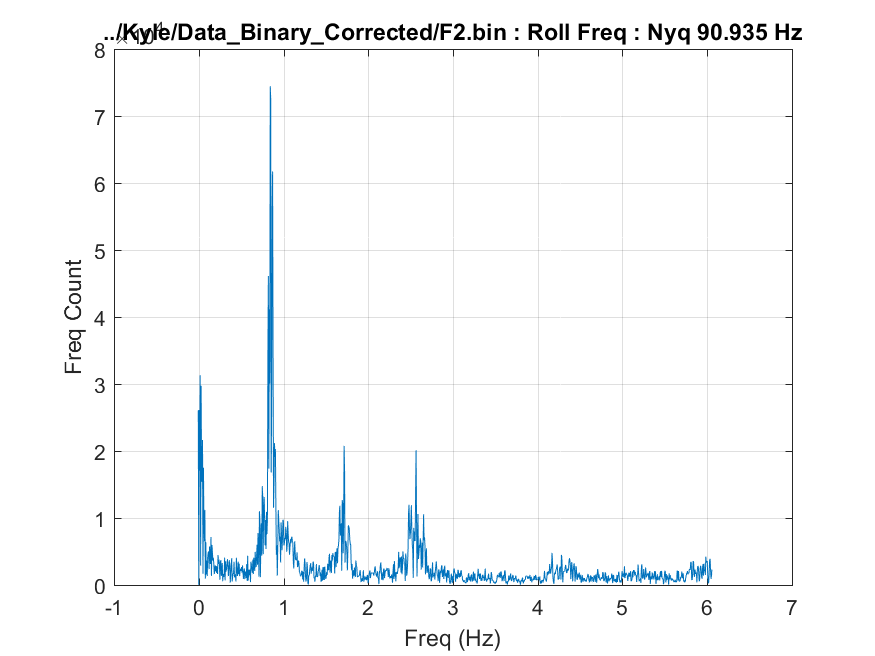 ../Kyle/Data_Binary_Corrected/F2.bin : Roll Freq : Nyq 90.935 Hz
×10⁴
8
7
6
5
4
3
2
1
0
Freq Count
-1 0 1 2 3 4 5 6 7
Freq (Hz)